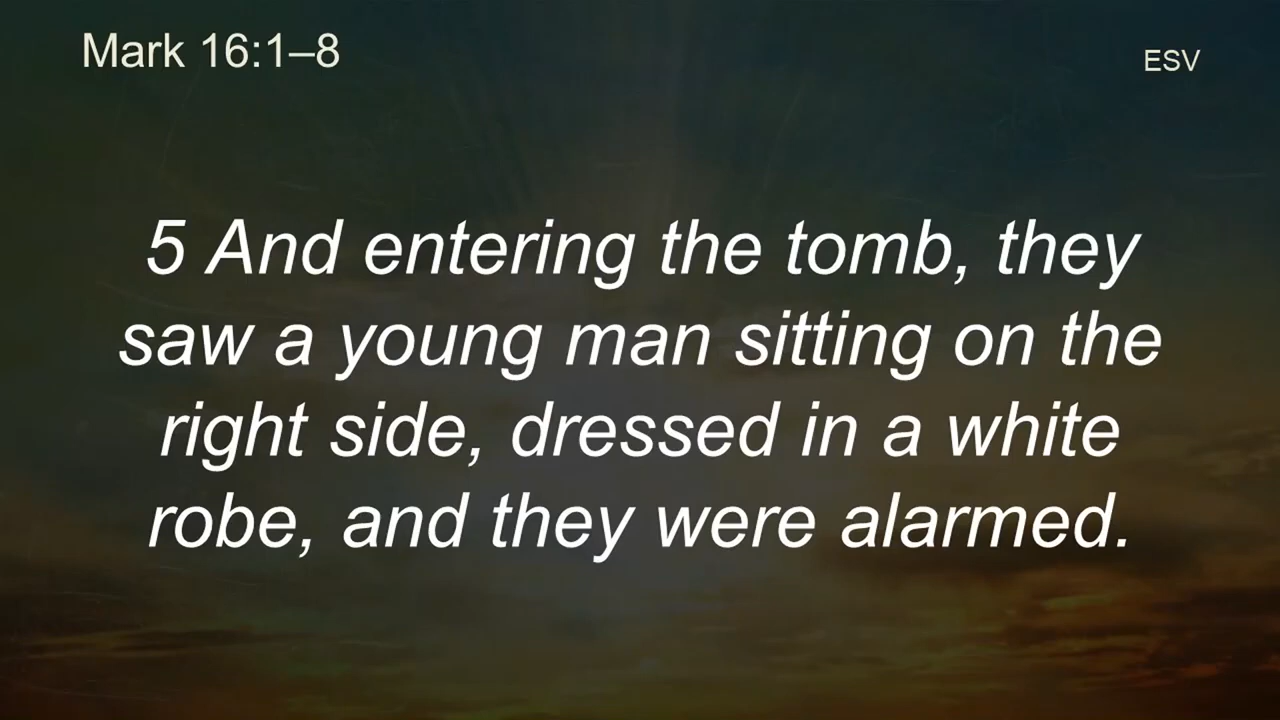 Mark 16:1–8
ESV
5 And entering the tomb, they
saw a young man sitting on the
right side, dressed in a white
robe, and they were alarmed.